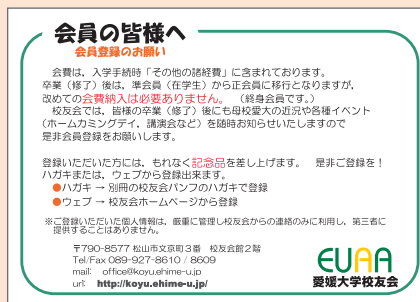 会員の皆様へ
会員登録のお願い
会費は，入学手続時「その他の諸経費」に含まれております。
卒業（修了）後は，準会員（在学生）から正会員に移行となりますが，
改めての会費納入は必要ありません。（終身会員です。）
校友会では，皆様の卒業（修了）後にも母校愛大の近況や各種イベント
（ホームカミングデイ，講演会など）を随時お知らせいたしますので
是非会員登録をお願いします。
登録いただいた方には，もれなく記念品を差し上げます。 是非ご登録を！
ハガキまたは，ウェブから登録出来ます。
●ハガキ → 別冊の校友会パンフのハガキで登録
●ウェブ → 校友会ホームページから登録
※ご登録いただいた個人情報は，厳重に管理し校友会からの連絡のみに利用し，第三者に
提供することはありません。
〒790-8577 松山市文京町３番 校友会館２階
Tel/Fax 089-927-8610 / 8609
mail: office@koyu.ehime-u.jp
url: http://koyu.ehime-u.jp/
EUAA
愛媛大学校友会